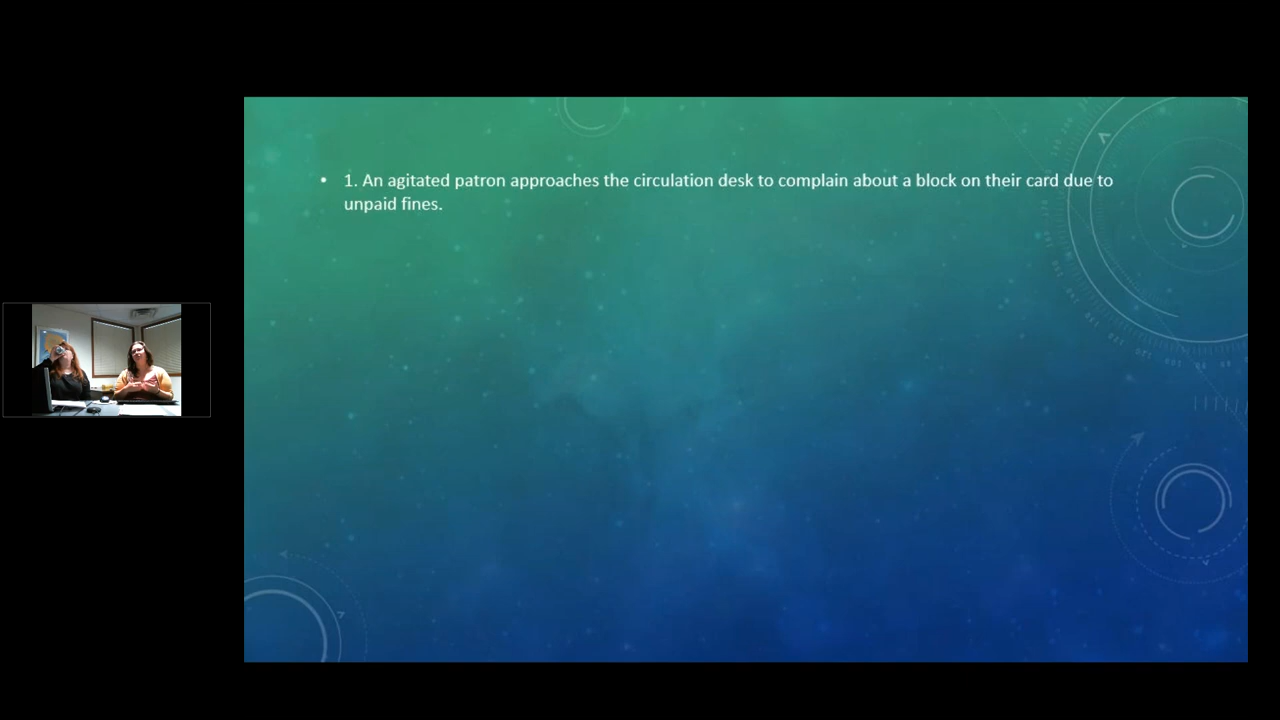 • 1. An agitated patron approaches the circulation desk to complain about a block on their card due to
unpaid fines.